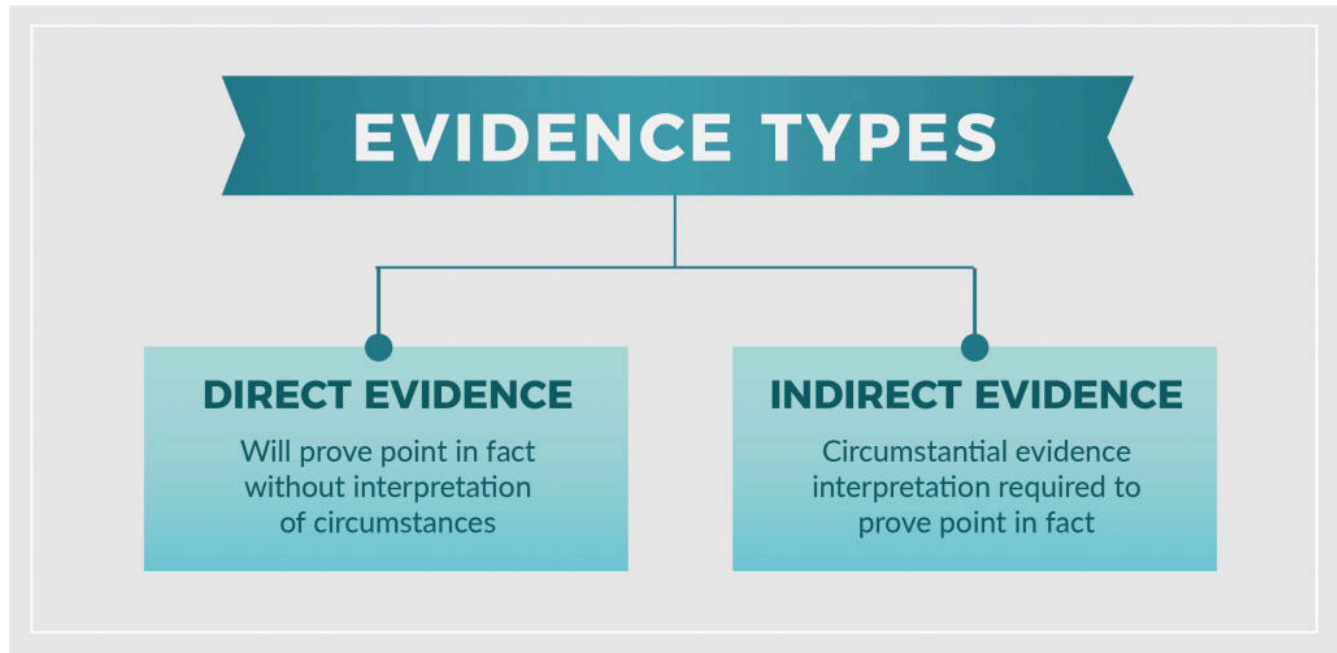 EVIDENCE TYPES
DIRECT EVIDENCE
Will prove point in fact
without interpretation
of circumstances
INDIRECT EVIDENCE
Circumstantial evidence
interpretation required to
prove point in fact